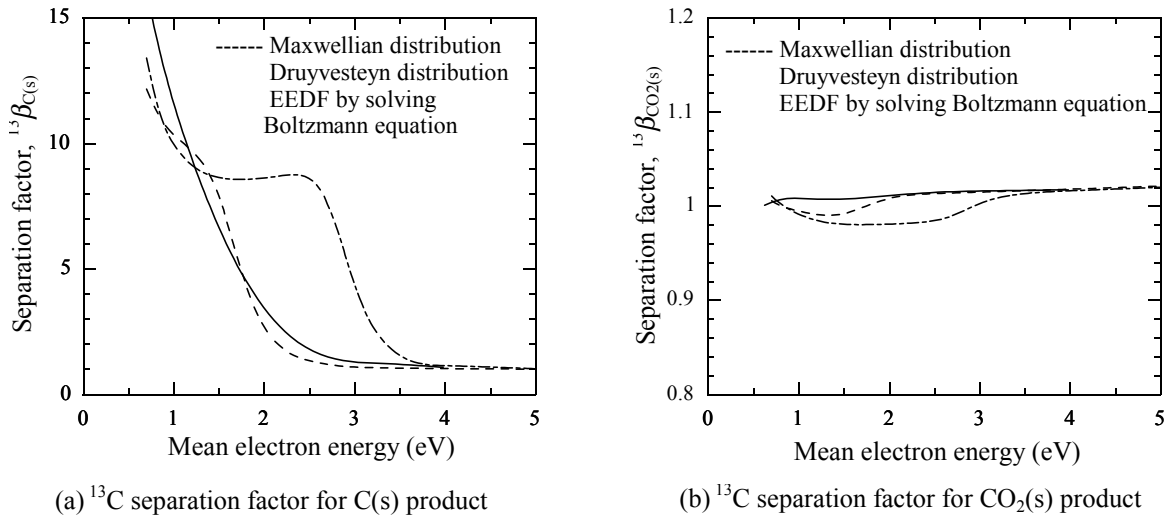 15
10
5
0
0
1
2
3
4
5
Separation factor, ¹³βC(s)
Mean electron energy (eV)
Maxwellian distribution
Druyvesteyn distribution
EEDF by solving
Boltzmann equation
(a) ¹³C separation factor for C(s) product
1.2
1.1
1
0.9
0.8
0
1
2
3
4
5
Separation factor, ¹³βCO2(s)
Mean electron energy (eV)
Maxwellian distribution
Druyvesteyn distribution
EEDF by solving Boltzmann equation
(b) ¹³C separation factor for CO₂(s) product